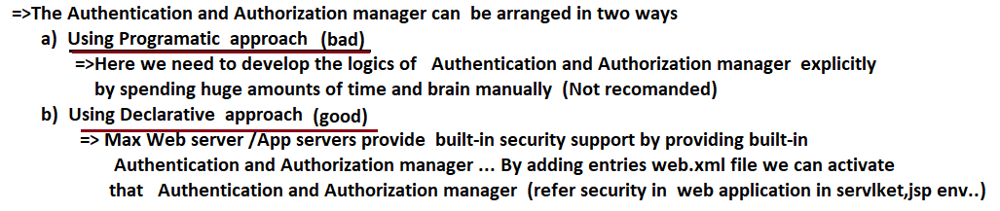 =>The Authentication and Authorization manager can be arranged in two ways
a) Using Programatic approach (bad)
=>Here we need to develop the logics of Authentication and Authorization manager explicitly
by spending huge amounts of time and brain manually (Not recomanded)
b) Using Declarative approach (good)
=> Max Web server /App servers provide built-in security support by providing built-in
Authentication and Authorization manager ... By adding entries web.xml file we can activate
that Authentication and Authorization manager (refer security in web application in servlket,jsp env..)